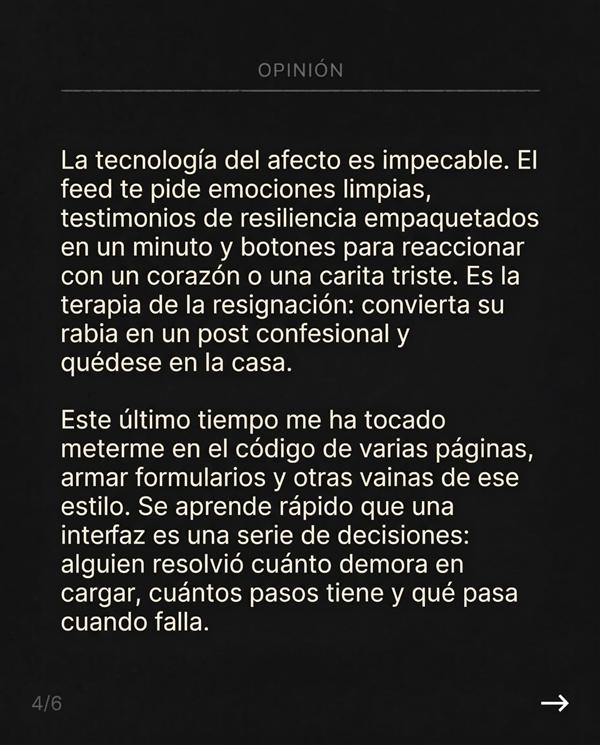 OPINIÓN
La tecnología del afecto es impecable. El
feed te pide emociones limpias,
testimonios de resiliencia empaquetados
en un minuto y botones para reaccionar
con un corazón o una carita triste. Es la
terapia de la resignación: convierta su
rabia en un post confesional y
quédese en la casa.
Este último tiempo me ha tocado
meterme en el código de varias páginas,
armar formularios y otras vainas de ese
estilo. Se aprende rápido que una
interfaz es una serie de decisiones:
alguien resolvió cuánto demora en
cargar, cuántos pasos tiene y qué pasa
cuando falla.
4/6
→